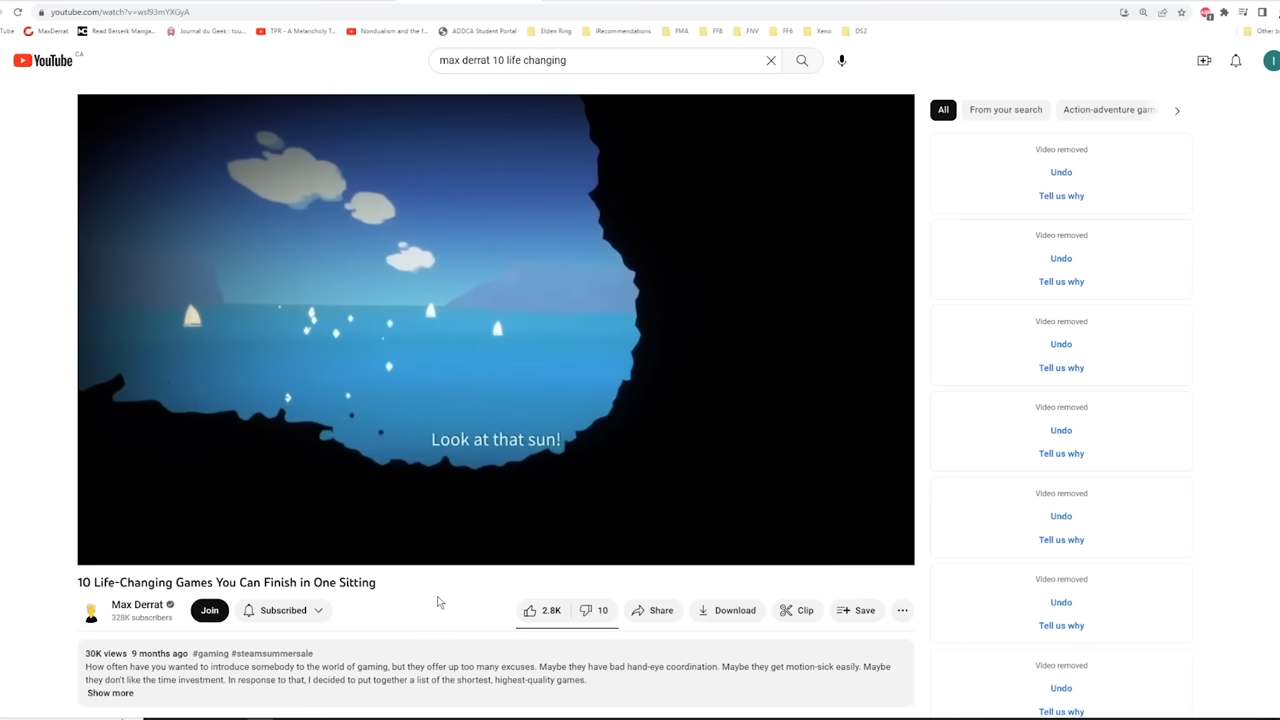 youtube.com/watch?v=wsl93mYXGyA
Tube
MaxDerrat
Read Berserk Manga...
Journal du Geek : tou...
TPR - A Melancholy T...
Nondualism and the f...
ADDCA Student Portal
Elden Ring
!Recommendations
FMA
FF8
FNV
FF6
Xeno
DS2
Other b
YouTube CA
max derrat 10 life changing
I
All
From your search
Action-adventure gam
Video removed
Undo
Tell us why
Video removed
Undo
Tell us why
Video removed
Undo
Tell us why
Video removed
Undo
Tell us why
Video removed
Undo
Tell us why
Video removed
Undo
Tell us why
Video removed
Undo
Tell us why
Look at that sun!
10 Life-Changing Games You Can Finish in One Sitting
Max Derrat
328K subscribers
Join
Subscribed
2.8K
10
Share
Download
Clip
Save
30K views 9 months ago #gaming #steamsummersale
How often have you wanted to introduce somebody to the world of gaming, but they offer up too many excuses. Maybe they have bad hand-eye coordination. Maybe they get motion-sick easily. Maybe
they don't like the time investment. In response to that, I decided to put together a list of the shortest, highest-quality games.
Show more